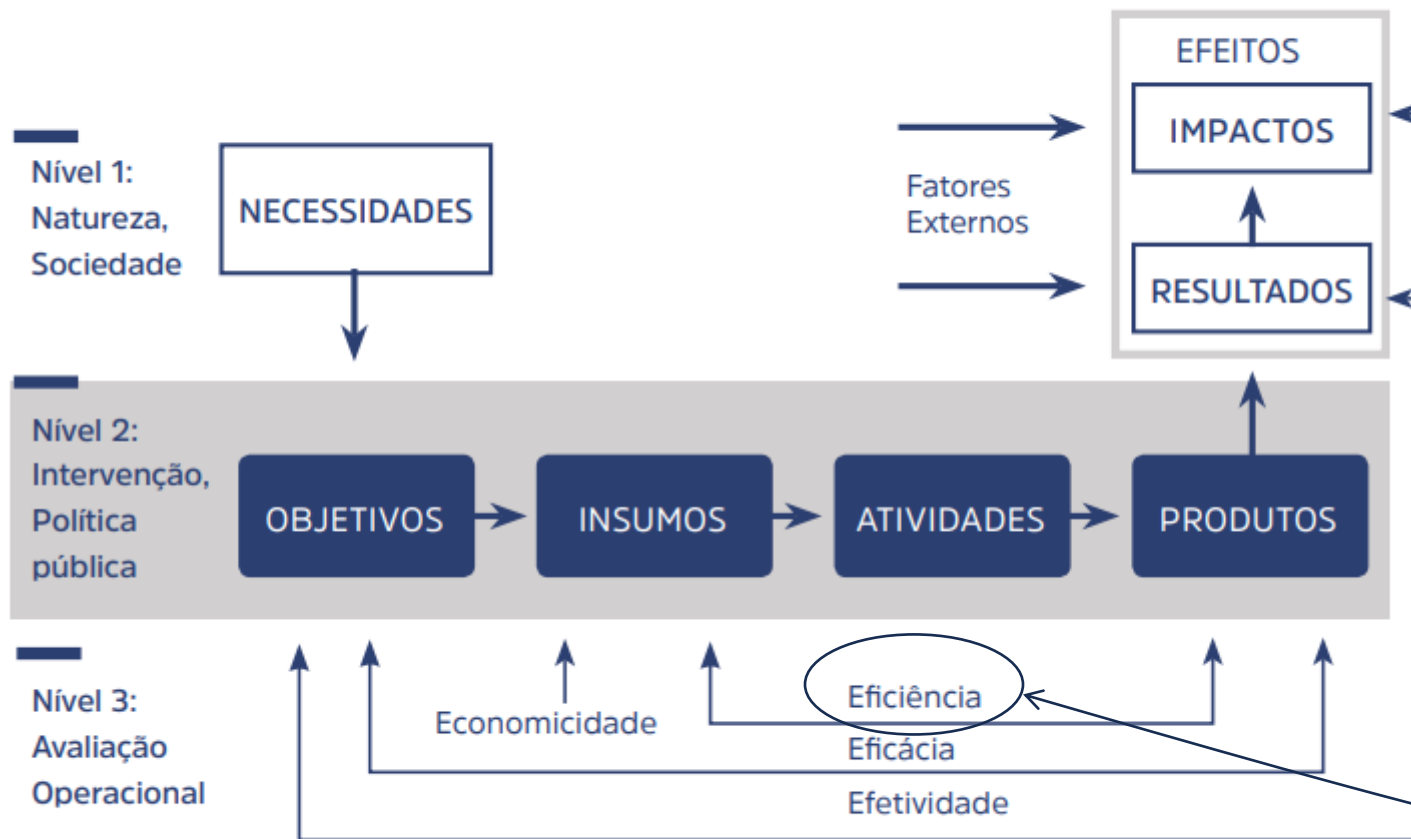 EFEITOS
IMPACTOS
Nível 1:
Natureza,
Sociedade
NECESSIDADES
Fatores
Externos
RESULTADOS
Nível 2:
Intervenção,
Política
pública
OBJETIVOS
INSUMOS
ATIVIDADES
PRODUTOS
Nível 3:
Avaliação
Operacional
Economicidade
Eficiência
Eficácia
Efetividade